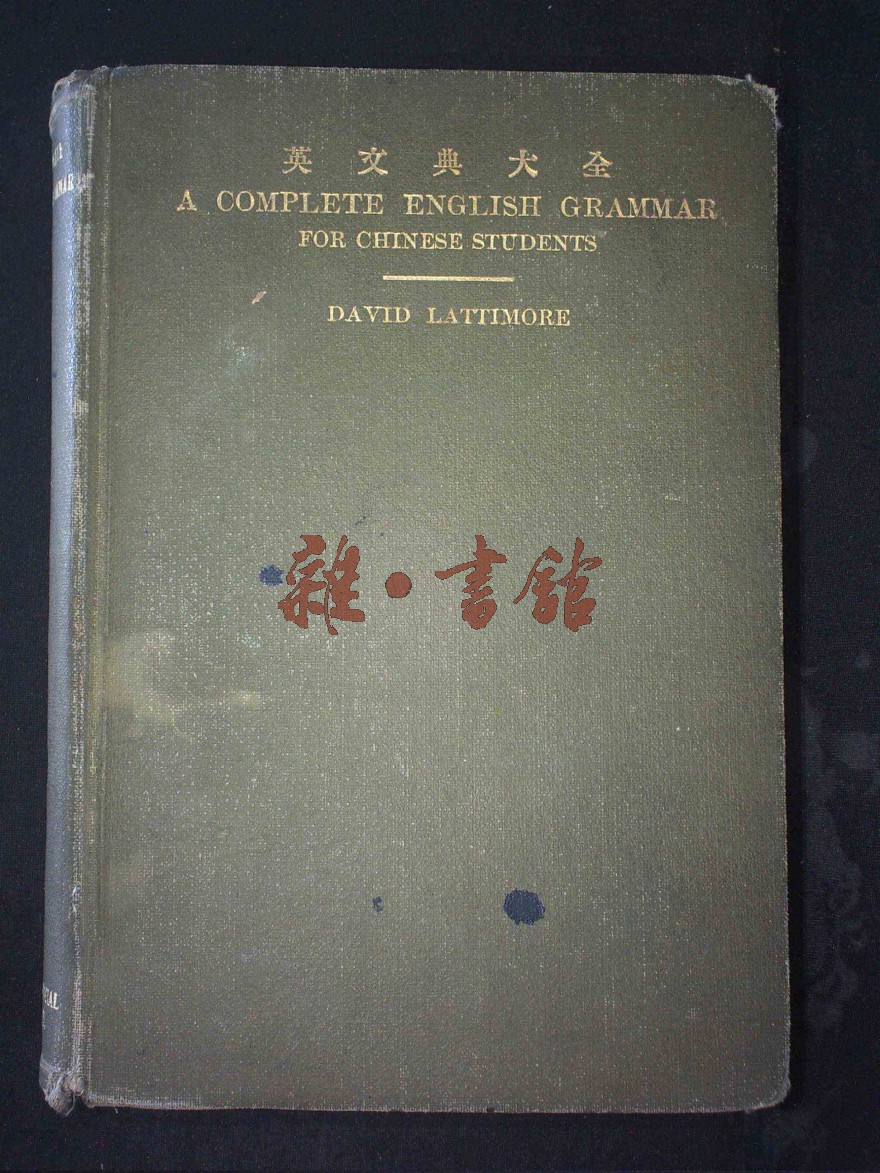 英文典大全
A COMPLETE ENGLISH GRAMMAR
FOR CHINESE STUDENTS
DAVID LATTIMORE
雜·書館